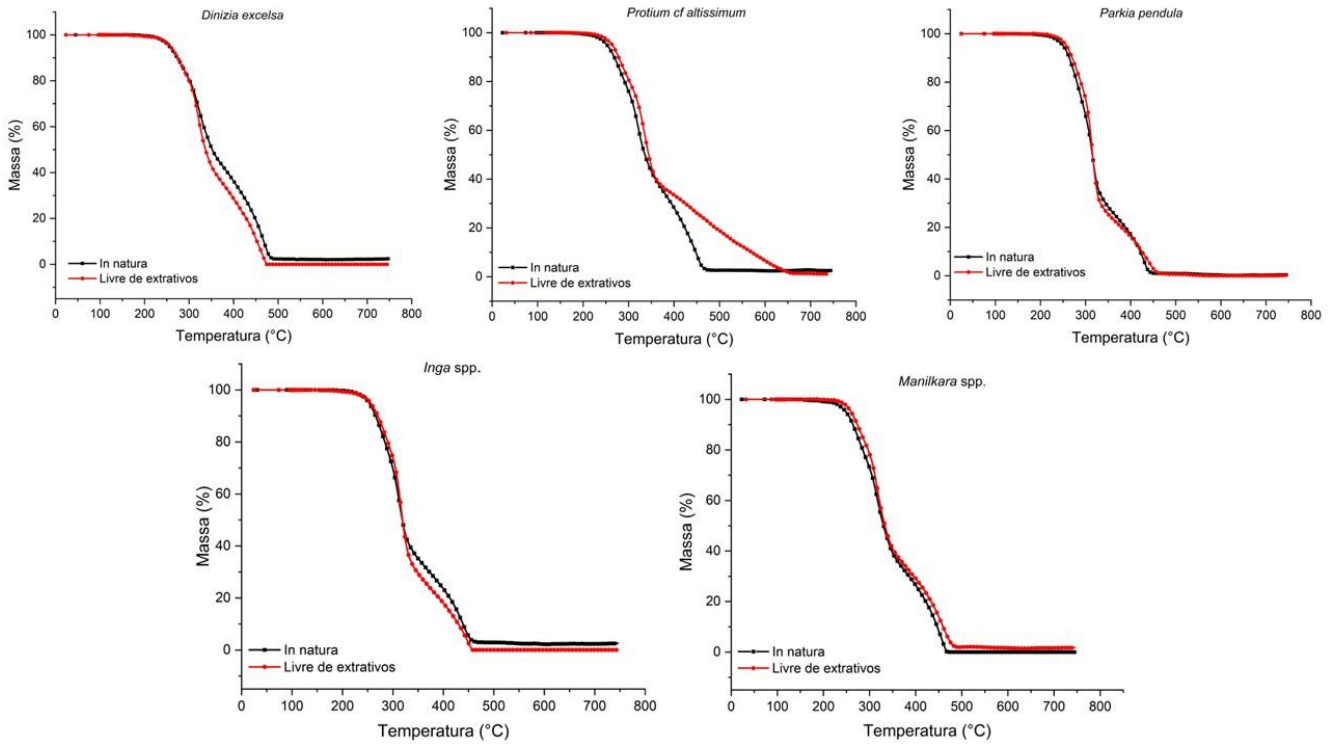 Dinizia excelsa
100
80
60
40
20
0
Massa (%)
In natura
Livre de extrativos
0 100 200 300 400 500 600 700 800
Temperatura (°C)
Protium cf altissimum
100
80
60
40
20
0
Massa (%)
In natura
Livre de extrativos
0 100 200 300 400 500 600 700 800
Temperatura (°C)
Parkia pendula
100
80
60
40
20
0
Massa (%)
In natura
Livre de extrativos
0 100 200 300 400 500 600 700 800
Temperatura (°C)
Inga spp.
100
80
60
40
20
0
Massa (%)
In natura
Livre de extrativos
0 100 200 300 400 500 600 700 800
Temperatura (°C)
Manilkara spp.
100
80
60
40
20
0
Massa (%)
In natura
Livre de extrativos
0 100 200 300 400 500 600 700 800
Temperatura (°C)